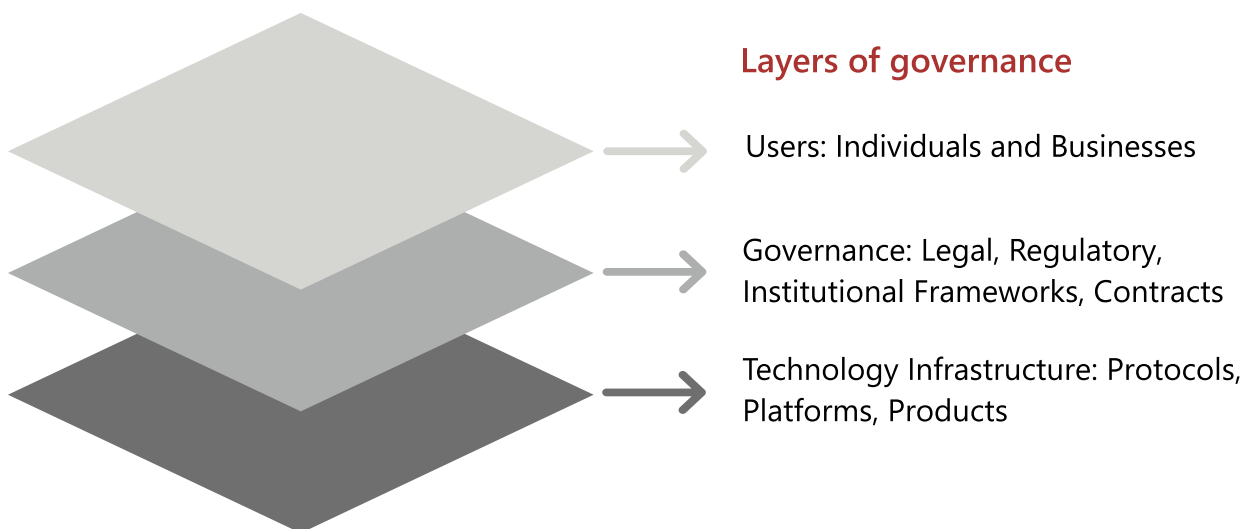 Layers of governance
Users: Individuals and Businesses
Governance: Legal, Regulatory,
Institutional Frameworks, Contracts
Technology Infrastructure: Protocols,
Platforms, Products